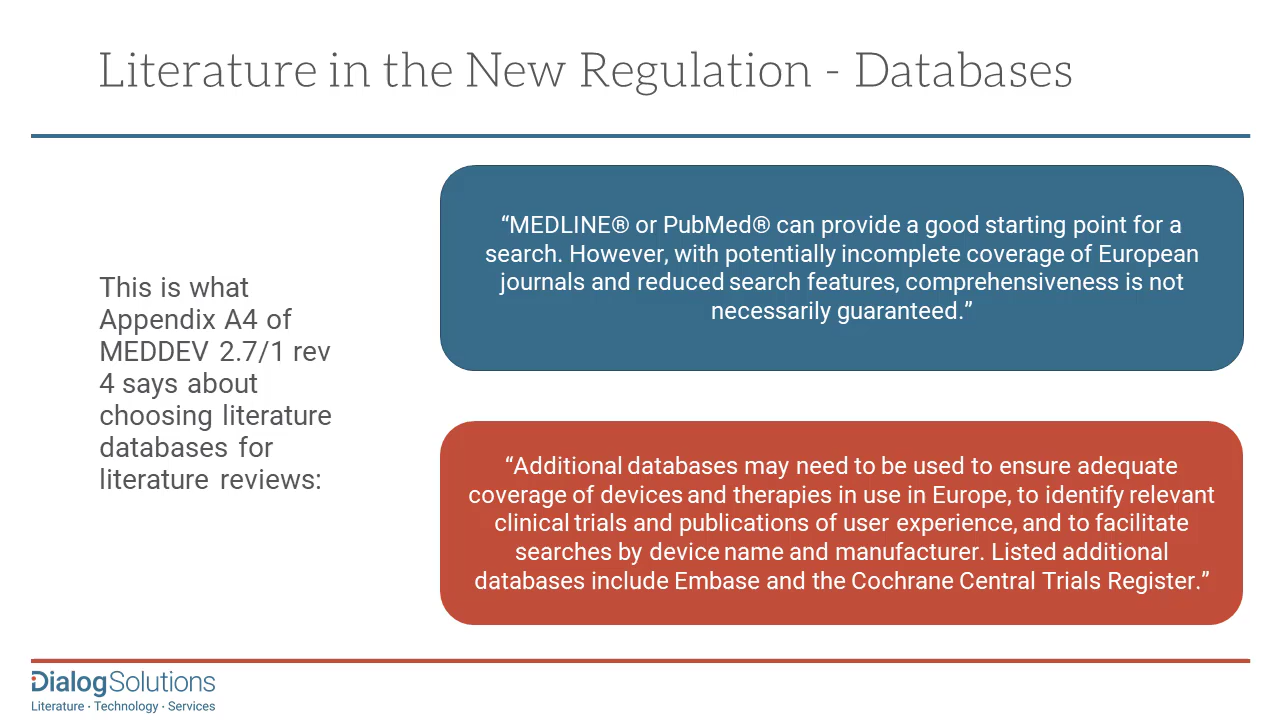 Literature in the New Regulation - Databases
This is what
Appendix A4 of
MEDDEV 2.7/1 rev
4 says about
choosing literature
databases for
literature reviews:
“MEDLINE® or PubMed® can provide a good starting point for a
search. However, with potentially incomplete coverage of European
journals and reduced search features, comprehensiveness is not
necessarily guaranteed.”
“Additional databases may need to be used to ensure adequate
coverage of devices and therapies in use in Europe, to identify relevant
clinical trials and publications of user experience, and to facilitate
searches by device name and manufacturer. Listed additional
databases include Embase and the Cochrane Central Trials Register.”
DialogSolutions
Literature · Technology · Services